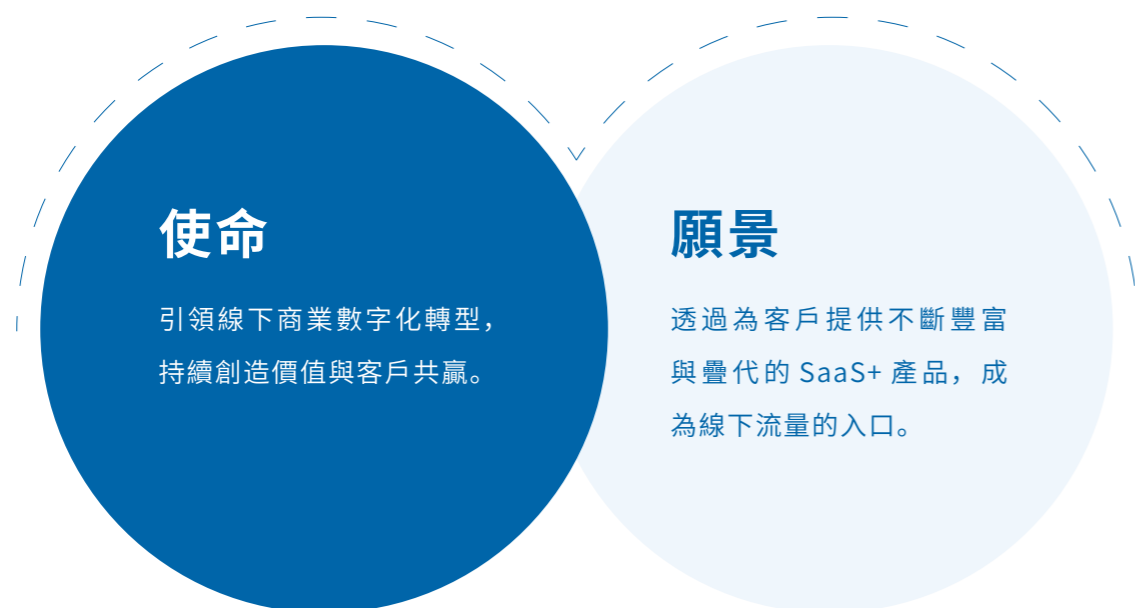 使命
引領線下商業數字化轉型，
持續創造價值與客戶共贏。
願景
透過為客戶提供不斷豐富
與疊代的 SaaS+ 產品，成
為線下流量的入口。